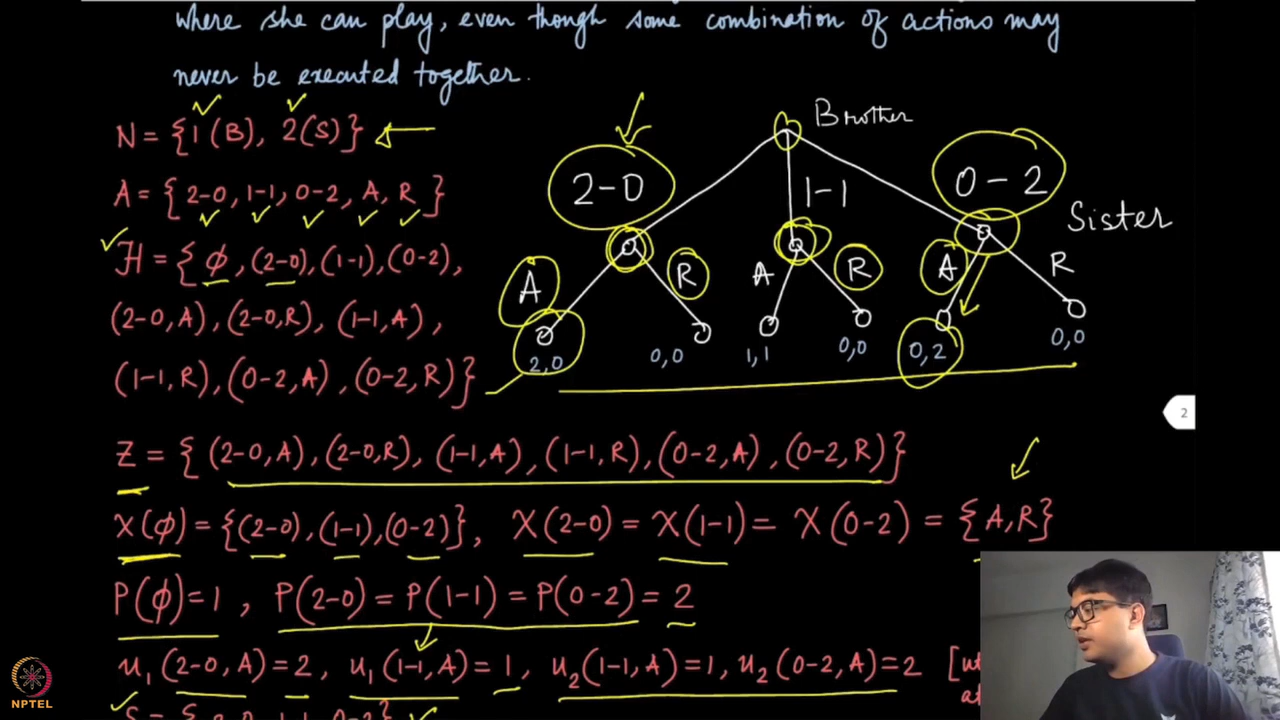 where she can play, even though some combination of actions may
never be executed together.
N = {1 (B), 2 (S)}
A = {2-0, 1-1, 0-2, A, R}
H = {ϕ, (2-0), (1-1), (0-2),
(2-0, A), (2-0, R), (1-1, A),
(1-1, R), (0-2, A), (0-2, R)}
Brother
2-0 1-1 0-2
Sister
A R A R A R
2,0 0,0 1,1 0,0 0,2 0,0
2
Z = {(2-0, A), (2-0, R), (1-1, A), (1-1, R), (0-2, A), (0-2, R)}
X(ϕ) = {(2-0), (1-1), (0-2)}, X(2-0) = X(1-1) = X(0-2) = {A, R}
P(ϕ) = 1, P(2-0) = P(1-1) = P(0-2) = 2
u₁(2-0, A) = 2, u₁(1-1, A) = 1, u₂(1-1, A) = 1, u₂(0-2, A) = 2
NPTEL